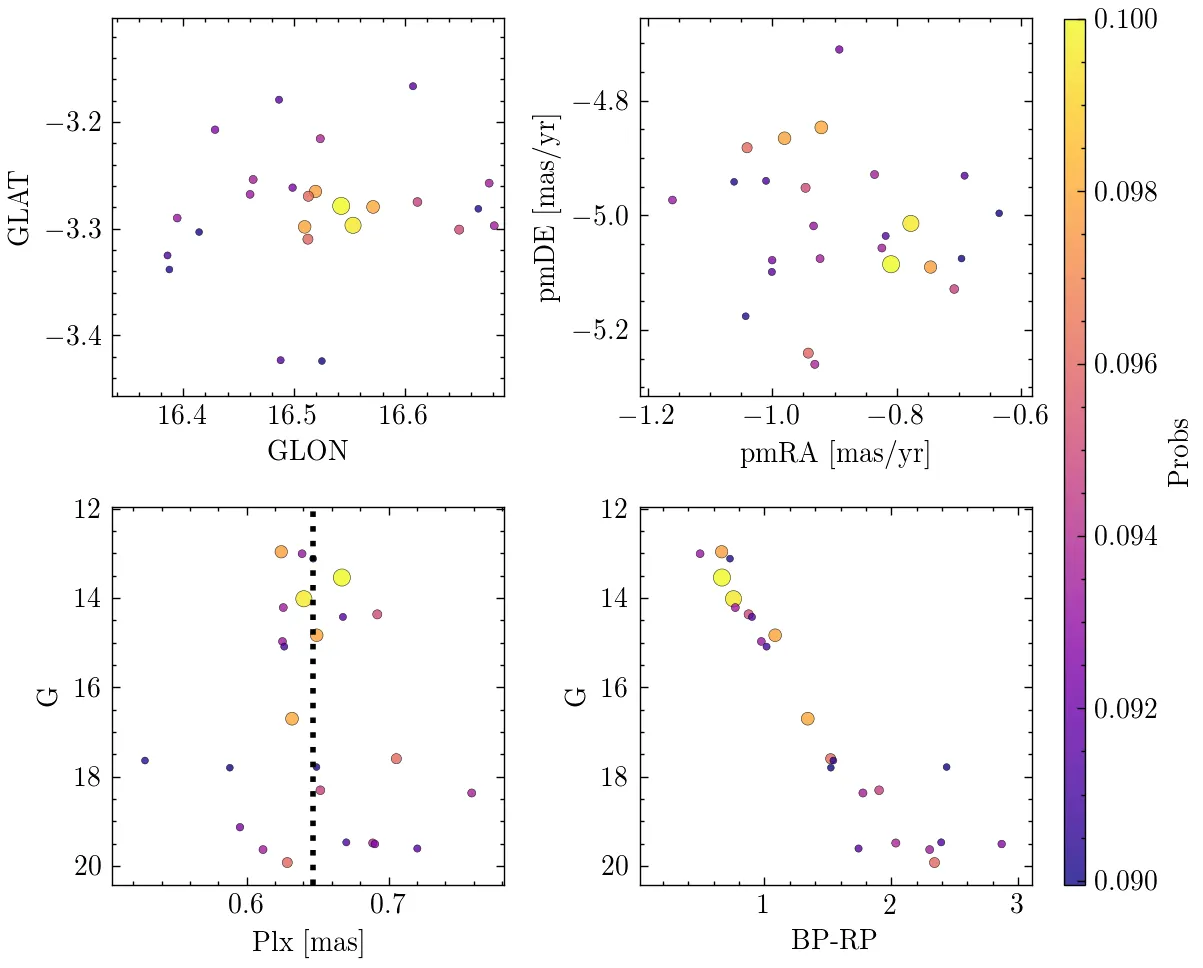 −3.2
−3.3
−3.4
GLAT
16.4 16.5 16.6
GLON
−4.8
−5.0
−5.2
pmDE [mas/yr]
−1.2 −1.0 −0.8 −0.6
pmRA [mas/yr]
12
14
16
18
20
G
0.6 0.7
Plx [mas]
12
14
16
18
20
G
1 2 3
BP-RP
0.100
0.098
0.096
0.094
0.092
0.090
Probs